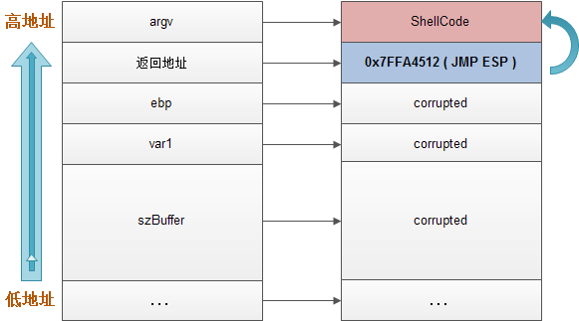 高地址
argv
ShellCode
返回地址
0x7FFA4512 ( JMP ESP )
ebp
corrupted
var1
corrupted
szBuffer
corrupted
低地址
...
...